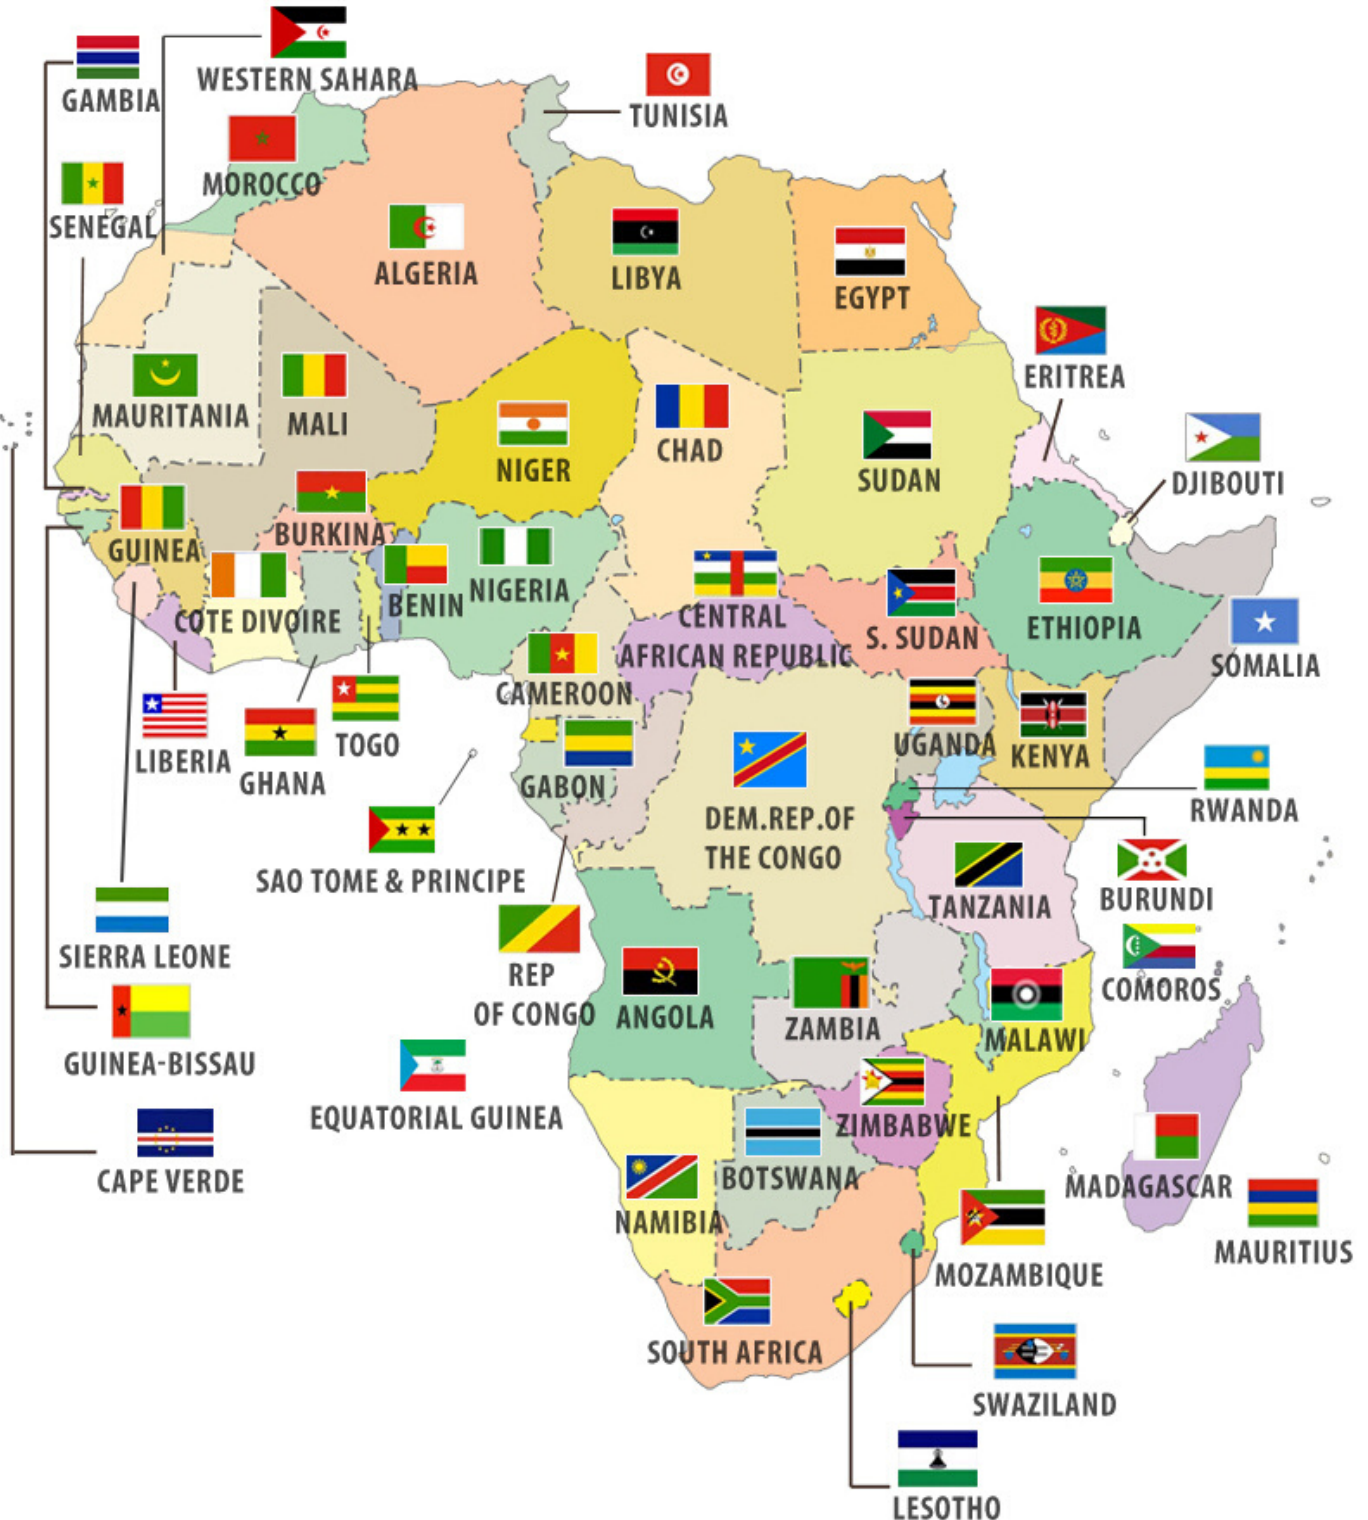 WESTERN SAHARA
GAMBIA
TUNISIA
MOROCCO
SENEGAL
ALGERIA
LIBYA
EGYPT
ERITREA
MAURITANIA
MALI
NIGER
CHAD
SUDAN
DJIBOUTI
GUINEA
BURKINA
BENIN
NIGERIA
COTE DIVOIRE
CENTRAL
AFRICAN REPUBLIC
S. SUDAN
ETHIOPIA
SOMALIA
CAMEROON
LIBERIA
GHANA
TOGO
GABON
UGANDA
KENYA
RWANDA
DEM.REP.OF
THE CONGO
SAO TOME & PRINCIPE
TANZANIA
BURUNDI
SIERRA LEONE
REP
OF CONGO
ANGOLA
ZAMBIA
MALAWI
COMOROS
GUINEA-BISSAU
EQUATORIAL GUINEA
ZIMBABWE
CAPE VERDE
BOTSWANA
NAMIBIA
MADAGASCAR
MAURITIUS
MOZAMBIQUE
SOUTH AFRICA
SWAZILAND
LESOTHO